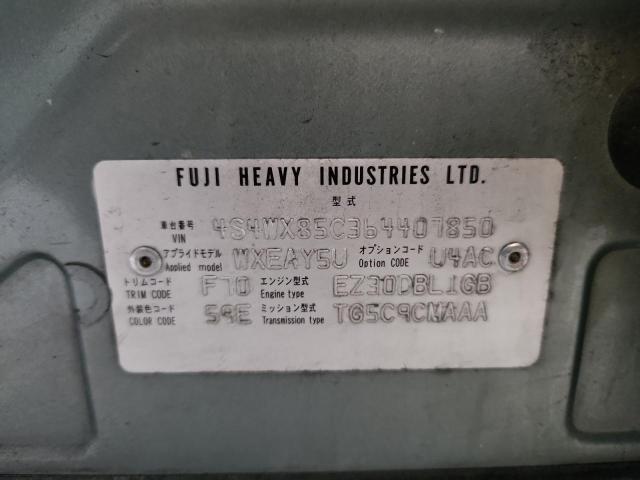 FUJI HEAVY INDUSTRIES LTD.
型式
車台番号 VIN 4S4WX85C364407850
アプライドモデル Applied model WXEAY5U オプションコード Option CODE U4AC
トリムコード TRIM CODE F70 エンジン型式 Engine type EZ30DBL1GB
外装色コード COLOR CODE 59E ミッション型式 Transmission type TG5C9CMAAA